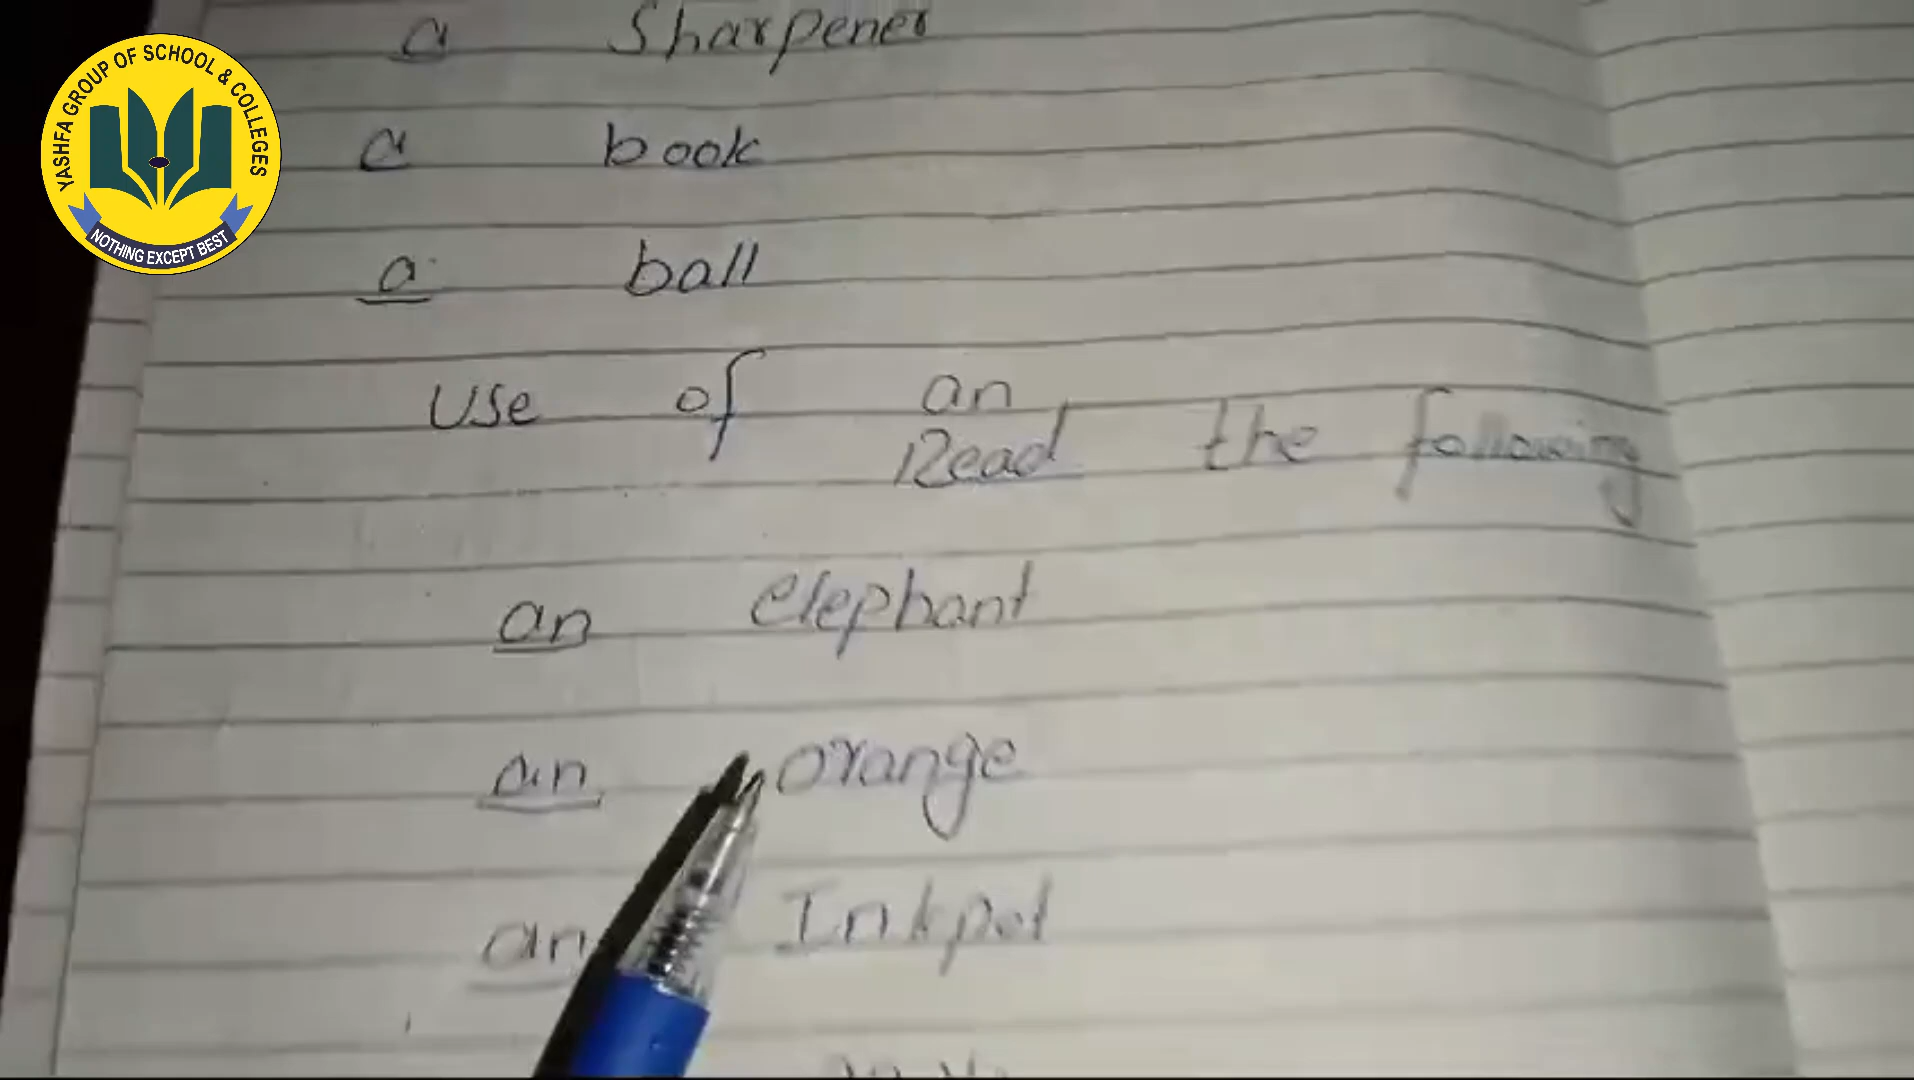 YASHFA GROUP OF SCHOOL & COLLEGES
NOTHING EXCEPT BEST
a Sharpener
a book
a ball
Use of an
Read the following
an elephant
an orange
an Inkpot